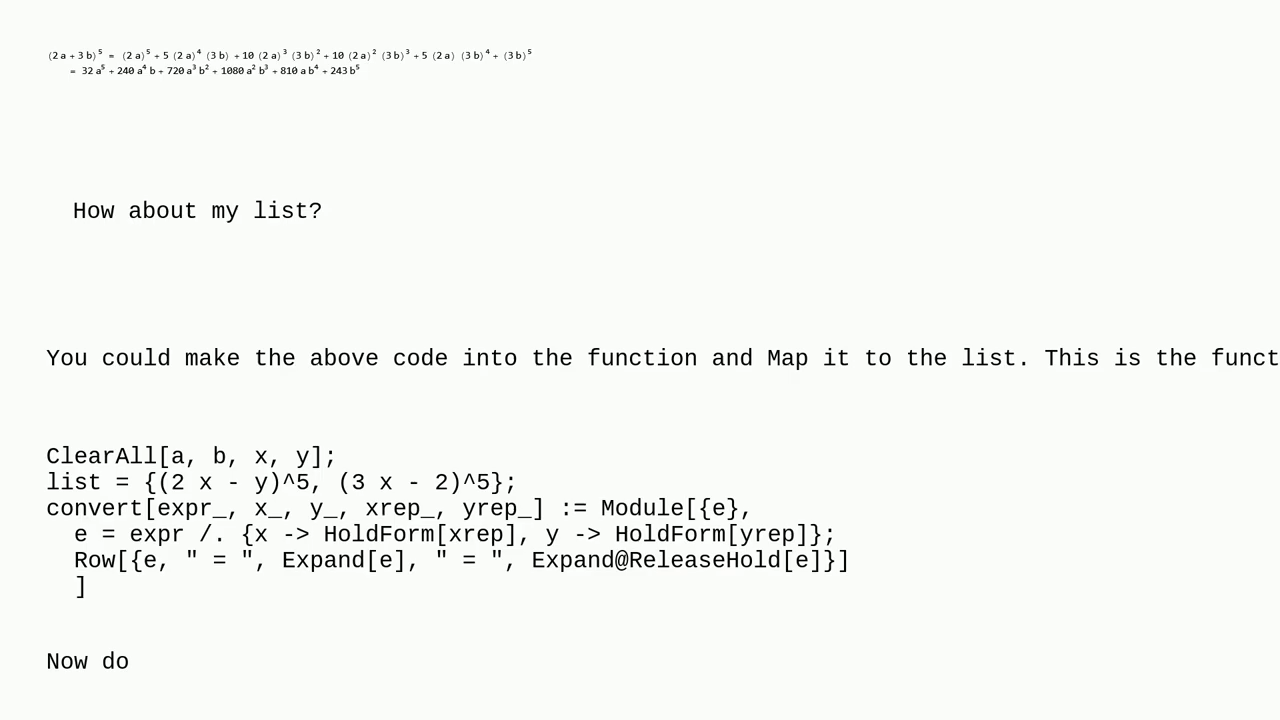 (2 a + 3 b)^5 = (2 a)^5 + 5 (2 a)^4 (3 b) + 10 (2 a)^3 (3 b)^2 + 10 (2 a)^2 (3 b)^3 + 5 (2 a) (3 b)^4 + (3 b)^5
= 32 a^5 + 240 a^4 b + 720 a^3 b^2 + 1080 a^2 b^3 + 810 a b^4 + 243 b^5
How about my list?
You could make the above code into the function and Map it to the list. This is the funct
ClearAll[a, b, x, y];
list = {(2 x - y)^5, (3 x - 2)^5};
convert[expr_, x_, y_, xrep_, yrep_] := Module[{e},
  e = expr /. {x -> HoldForm[xrep], y -> HoldForm[yrep]};
  Row[{e, " = ", Expand[e], " = ", Expand@ReleaseHold[e]}]
  ]
Now do